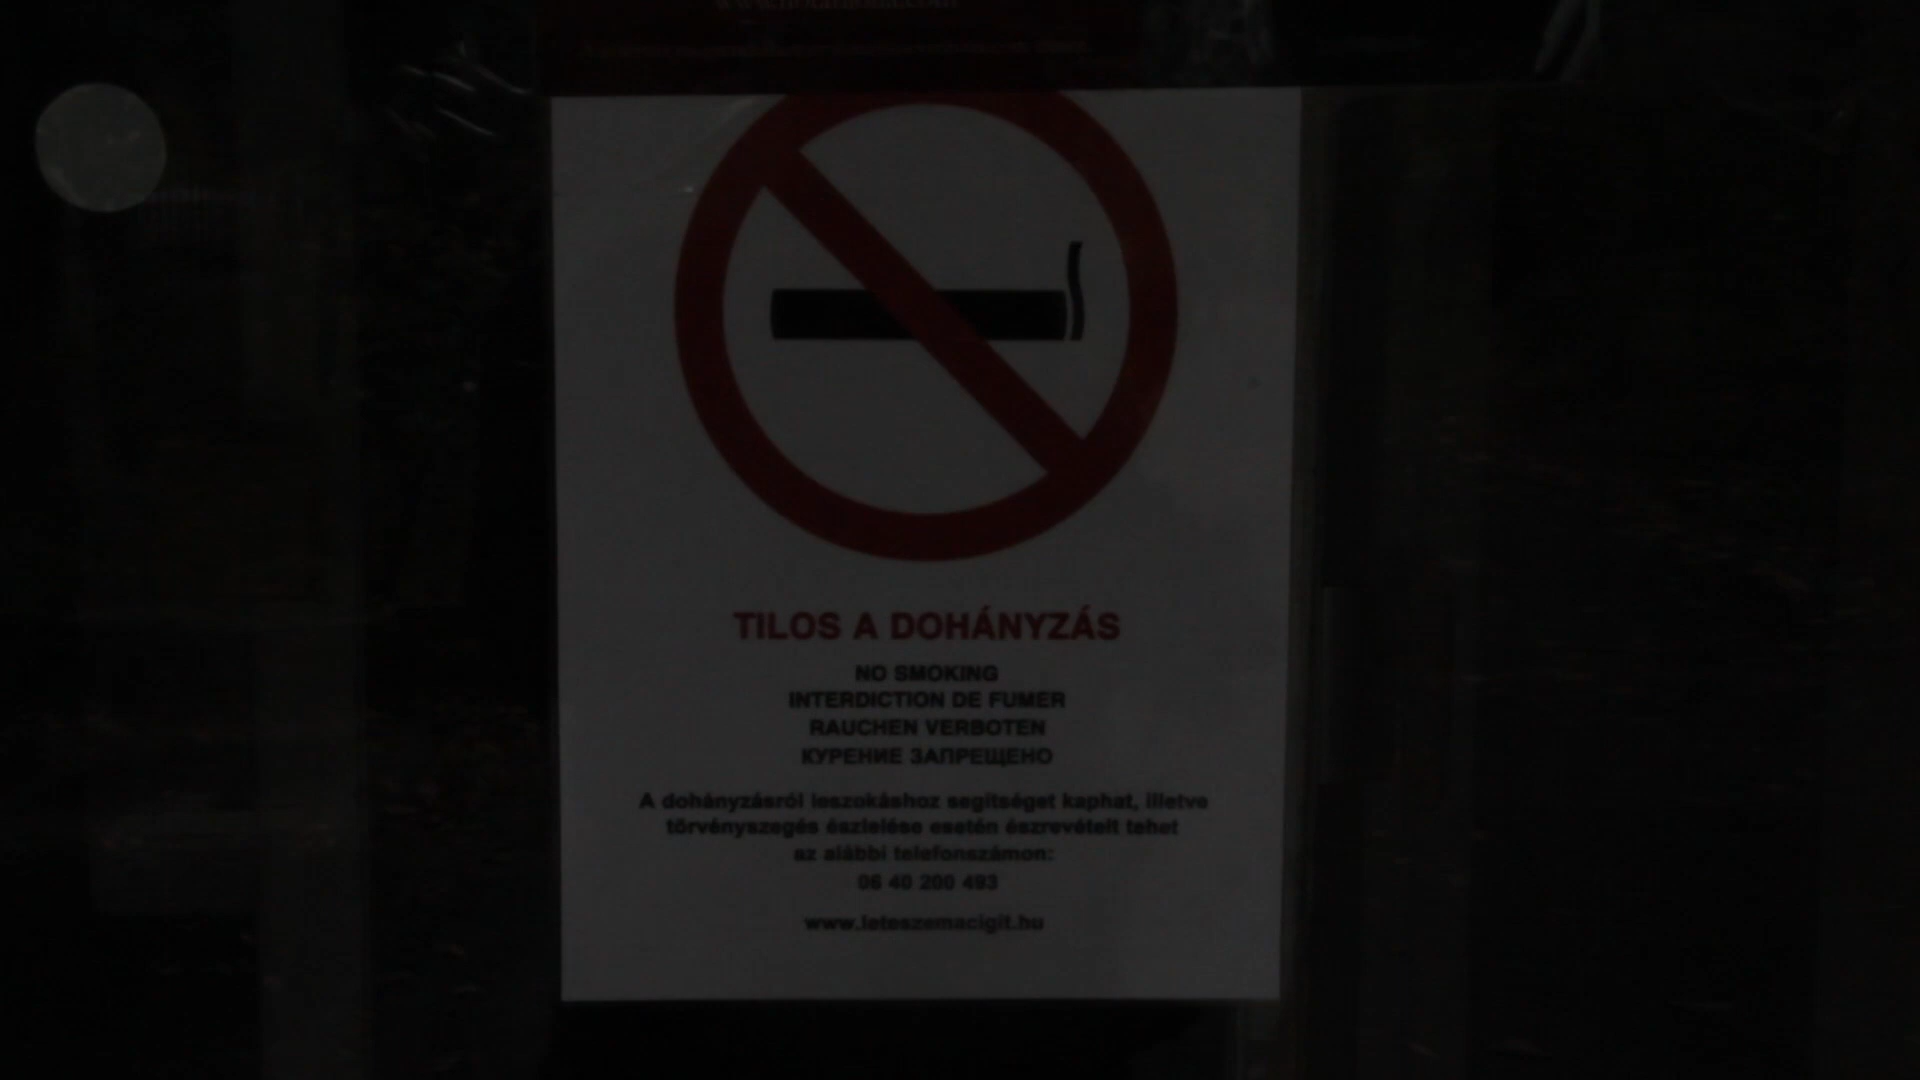 TILOS A DOHÁNYZÁS
NO SMOKING
INTERDICTION DE FUMER
RAUCHEN VERBOTEN
КУРЕНИЕ ЗАПРЕЩЕНО
A dohányzásról leszokáshoz segítséget kaphat, illetve
törvényszegés észlelése esetén észrevételt tehet
az alábbi telefonszámon:
06 40 200 493
www.leteszemacigit.hu